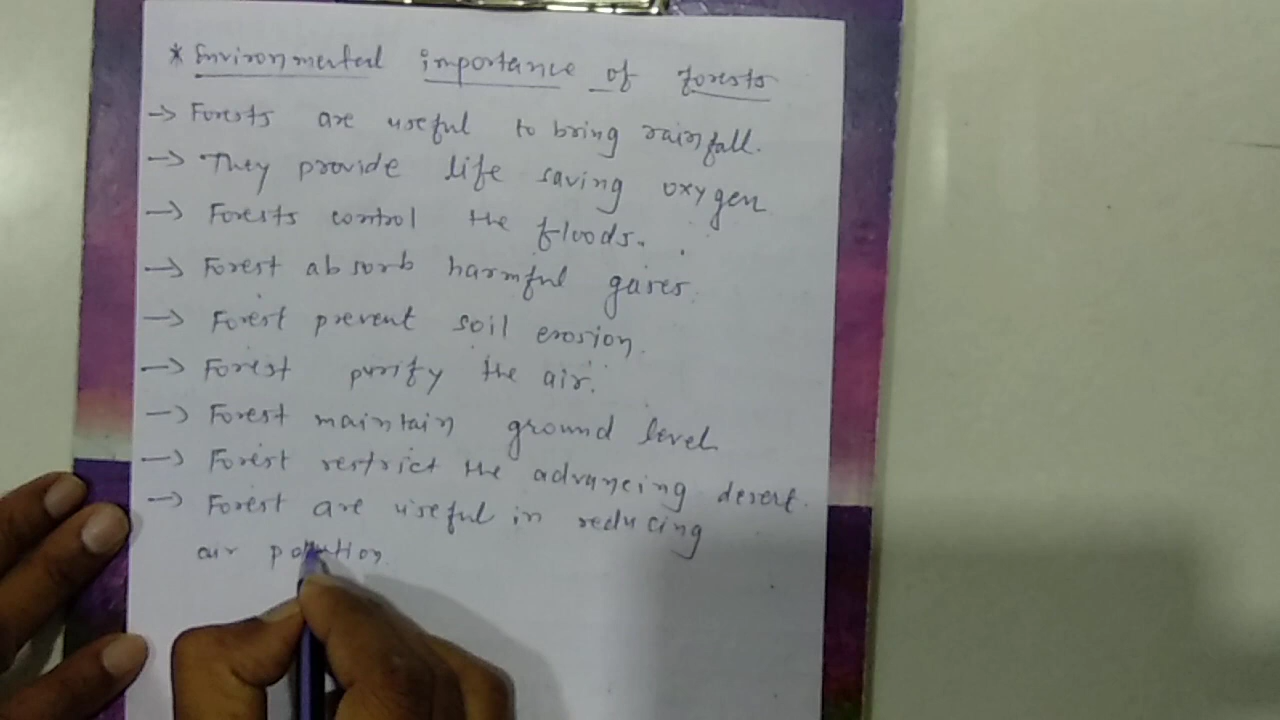 * Environmental importance of forests
→ Forests are useful to bring rainfall.
→ They provide life saving oxygen
→ Forests control the floods.
→ Forest absorb harmful gases.
→ Forest prevent soil erosion.
→ Forest purify the air.
→ Forest maintain ground level
→ Forest restrict the advancing desert.
→ Forest are useful in reducing
air